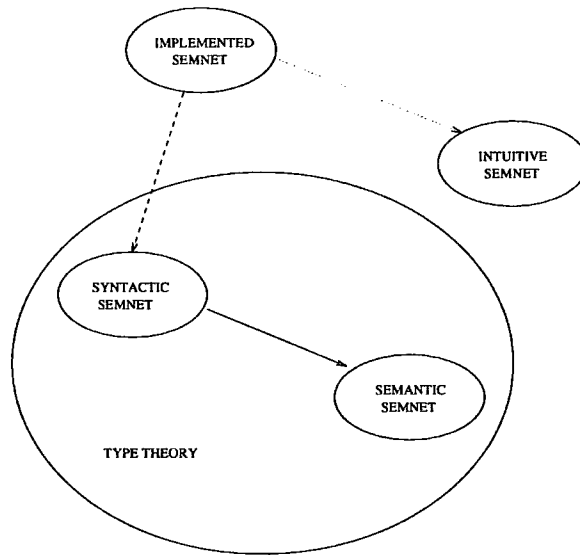 IMPLEMENTED
SEMNET
INTUITIVE
SEMNET
SYNTACTIC
SEMNET
SEMANTIC
SEMNET
TYPE THEORY